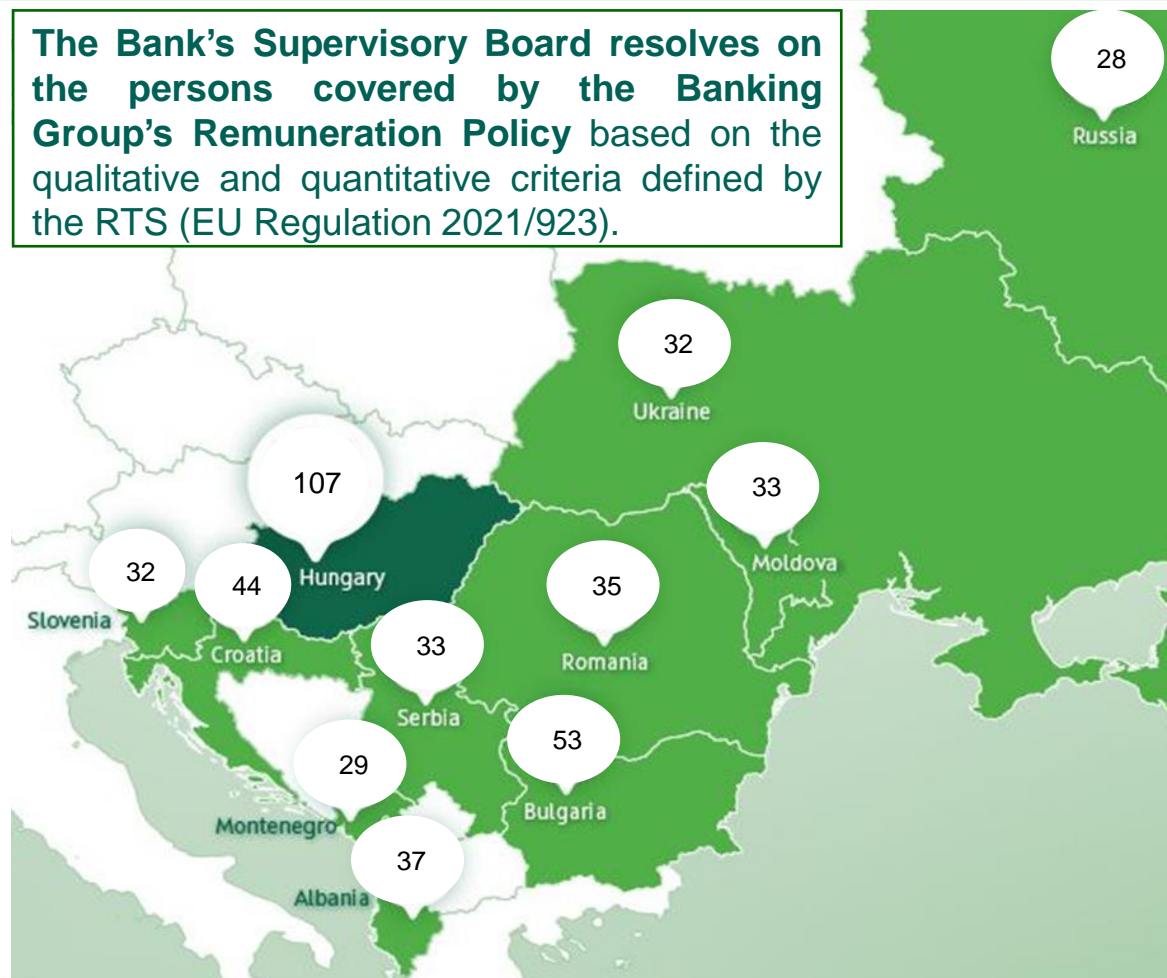 The Bank's Supervisory Board resolves on
the persons covered by the Banking
Group's Remuneration Policy based on the
qualitative and quantitative criteria defined by
the RTS (EU Regulation 2021/923).
28
Russia
32
Ukraine
107
Hungary
33
Moldova
32
Slovenia
44
Croatia
35
Romania
33
Serbia
53
Bulgaria
29
Montenegro
37
Albania